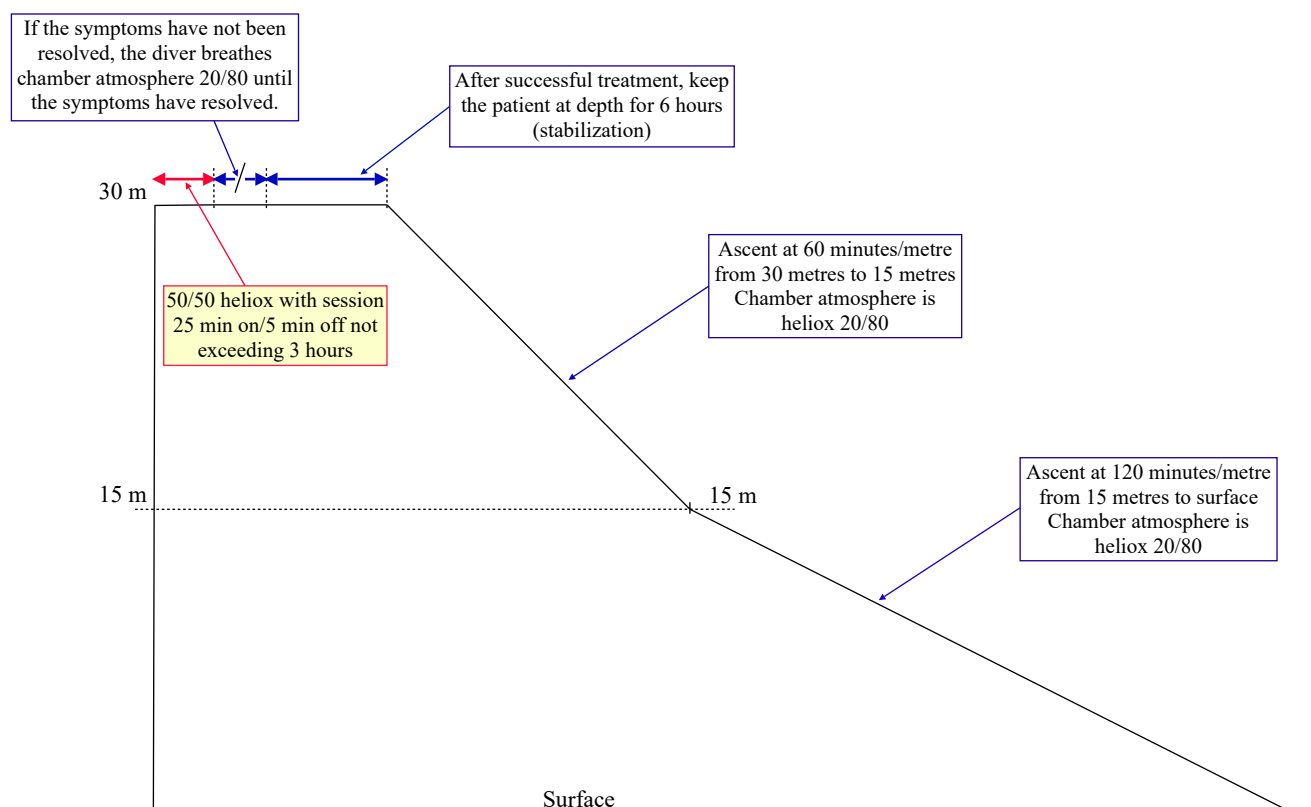 If the symptoms have not been
resolved, the diver breathes
chamber atmosphere 20/80 until
the symptoms have resolved.
After successful treatment, keep
the patient at depth for 6 hours
(stabilization)
30 m
50/50 heliox with session
25 min on/5 min off not
exceeding 3 hours
Ascent at 60 minutes/metre
from 30 metres to 15 metres
Chamber atmosphere is
heliox 20/80
15 m
15 m
Ascent at 120 minutes/metre
from 15 metres to surface
Chamber atmosphere is
heliox 20/80
Surface